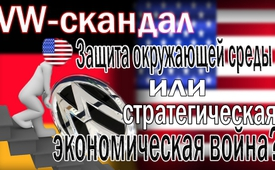 VW-скандал
Защита окружающей среды
или
стратегическая
экономическая война?